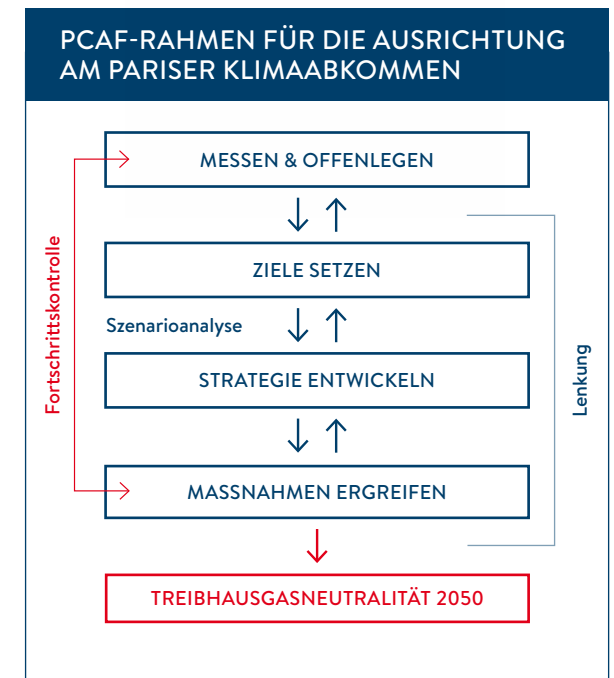 PCAF-RAHMEN FÜR DIE AUSRICHTUNG
AM PARISER KLIMAABKOMMEN
MESSEN & OFFENLEGEN
ZIELE SETZEN
Szenarioanalyse
STRATEGIE ENTWICKELN
MASSNAHMEN ERGREIFEN
TREIBHAUSGASNEUTRALITÄT 2050
Fortschrittskontrolle
Lenkung